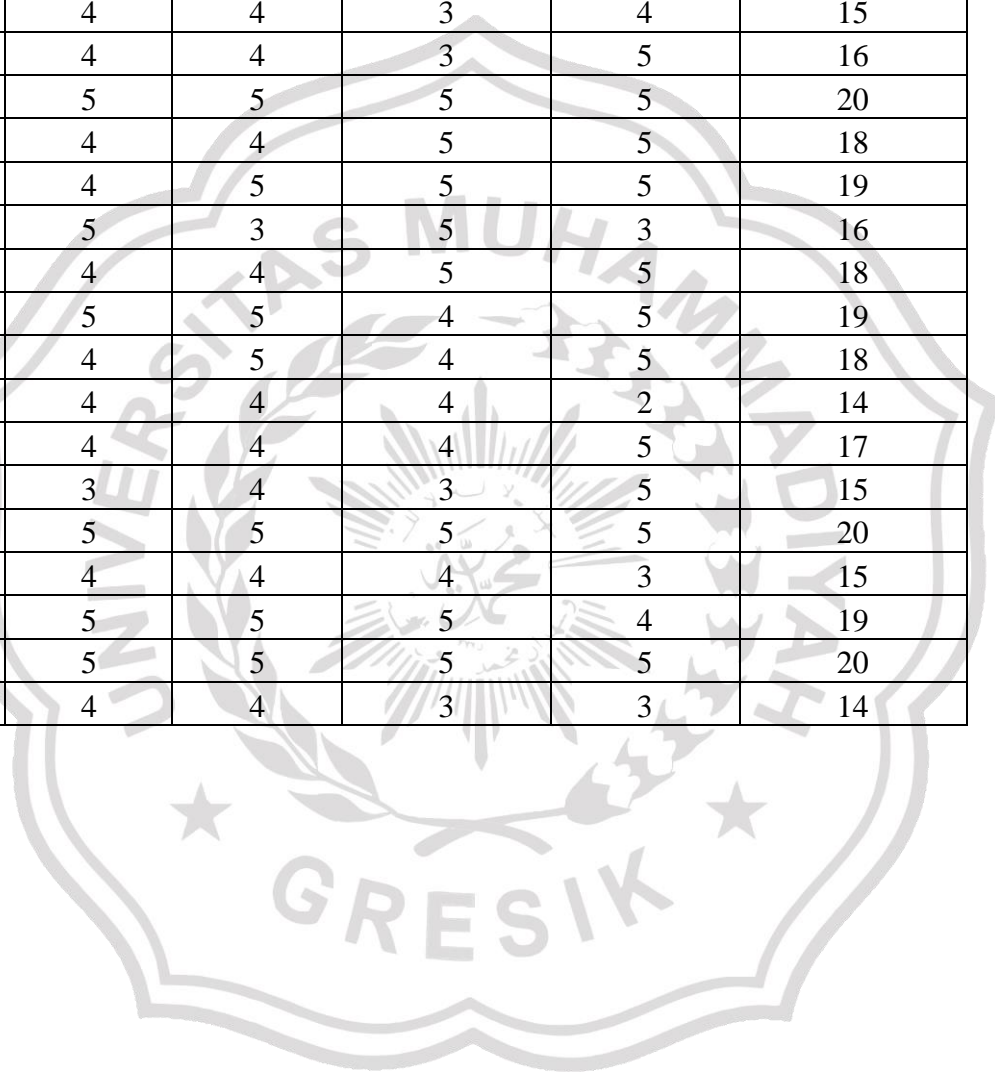 4 4 3 4 15
4 4 3 5 16
5 5 5 5 20
4 4 5 5 18
4 5 5 5 19
5 3 5 3 16
4 4 5 5 18
5 5 4 5 19
4 5 4 5 18
4 4 4 2 14
4 4 4 5 17
3 4 3 5 15
5 5 5 5 20
4 4 4 3 15
5 5 5 4 19
5 5 5 5 20
4 4 3 3 14
UNIVERSITAS MUHAMMADIYAH
GRESIK